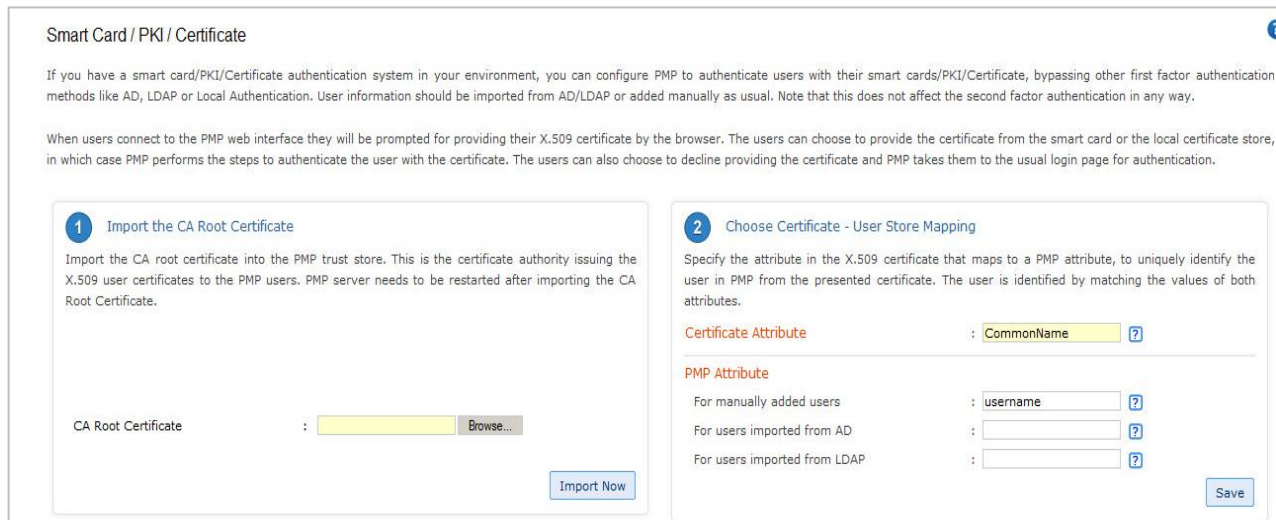 Smart Card / PKI / Certificate
?
If you have a smart card/PKI/Certificate authentication system in your environment, you can configure PMP to authenticate users with their smart cards/PKI/Certificate, bypassing other first factor authentication
methods like AD, LDAP or Local Authentication. User information should be imported from AD/LDAP or added manually as usual. Note that this does not affect the second factor authentication in any way.
When users connect to the PMP web interface they will be prompted for providing their X.509 certificate by the browser. The users can choose to provide the certificate from the smart card or the local certificate store,
in which case PMP performs the steps to authenticate the user with the certificate. The users can also choose to decline providing the certificate and PMP takes them to the usual login page for authentication.
1 Import the CA Root Certificate
Import the CA root certificate into the PMP trust store. This is the certificate authority issuing the
X.509 user certificates to the PMP users. PMP server needs to be restarted after importing the CA
Root Certificate.
CA Root Certificate : Browse...
Import Now
2 Choose Certificate - User Store Mapping
Specify the attribute in the X.509 certificate that maps to a PMP attribute, to uniquely identify the
user in PMP from the presented certificate. The user is identified by matching the values of both
attributes.
Certificate Attribute : CommonName ?
PMP Attribute
For manually added users : username ?
For users imported from AD : ?
For users imported from LDAP : ?
Save